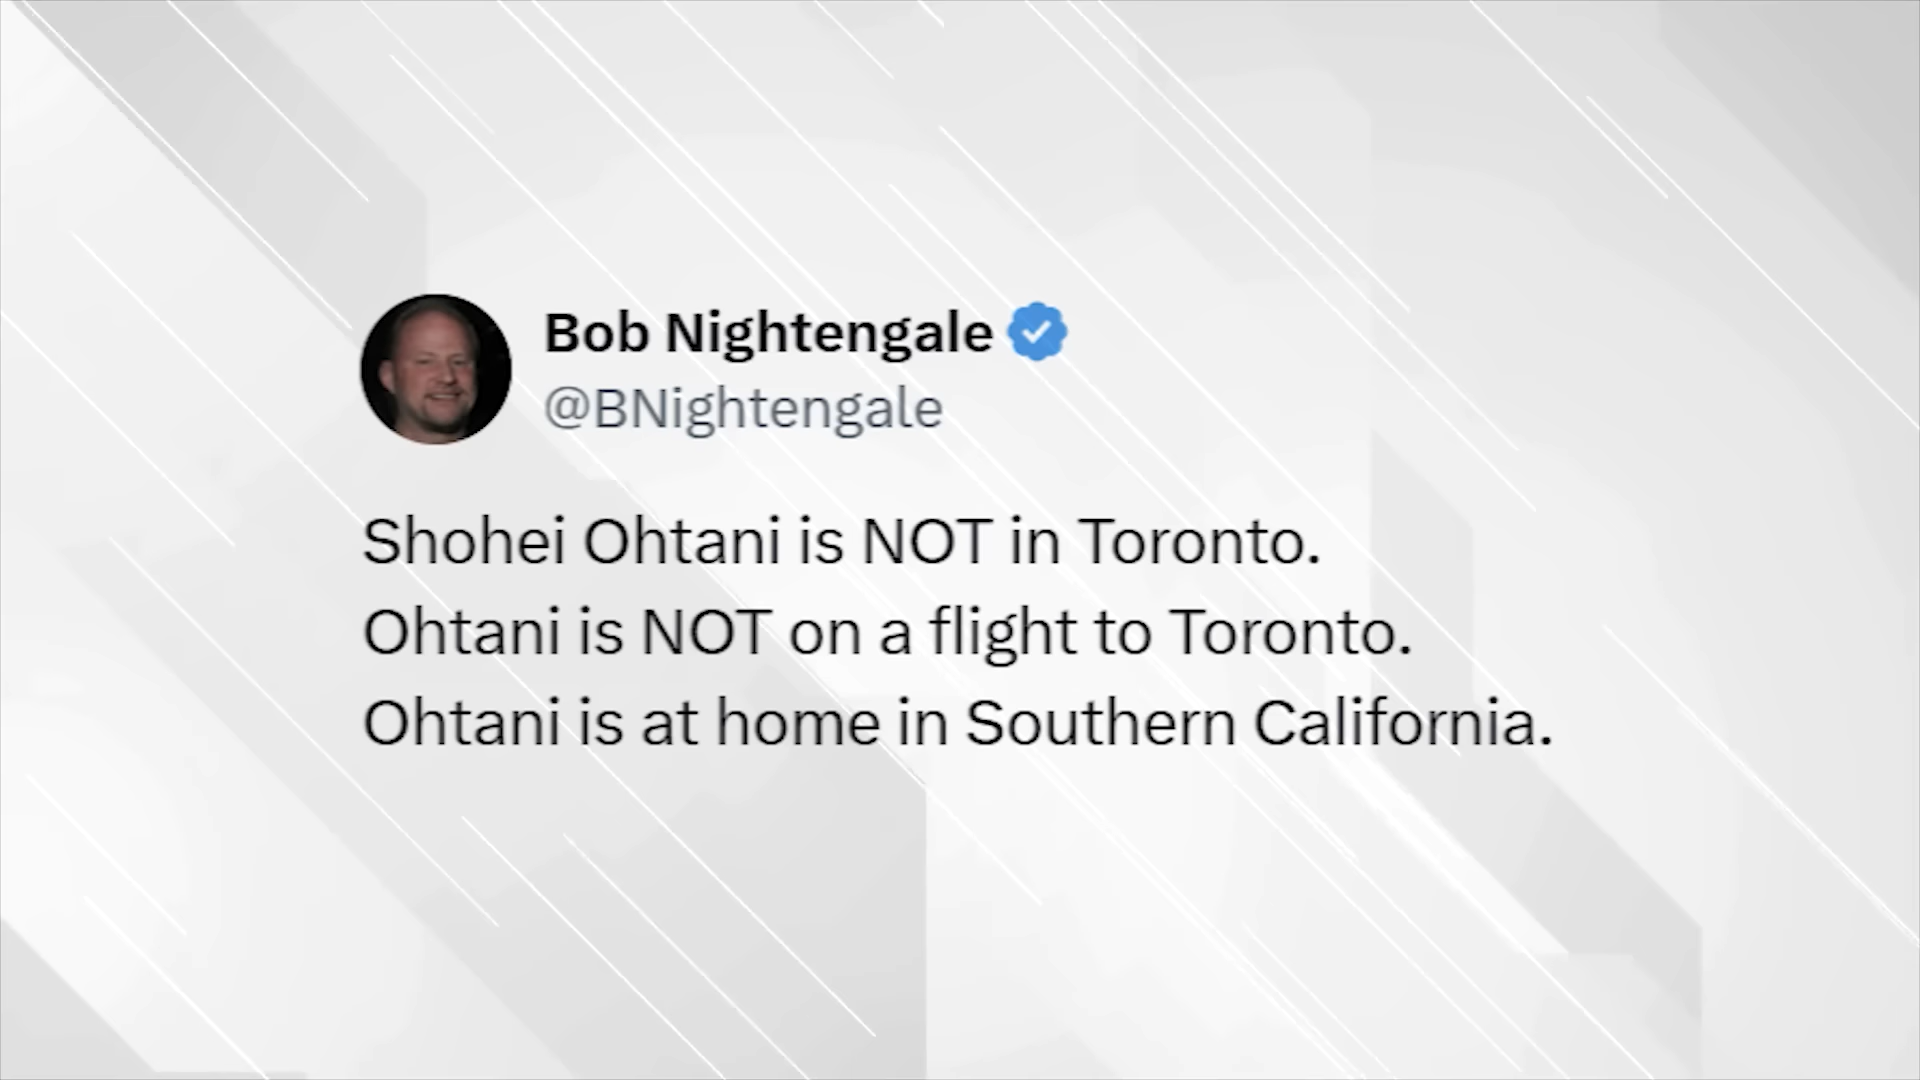 Bob Nightengale
@BNightengale
Shohei Ohtani is NOT in Toronto.
Ohtani is NOT on a flight to Toronto.
Ohtani is at home in Southern California.